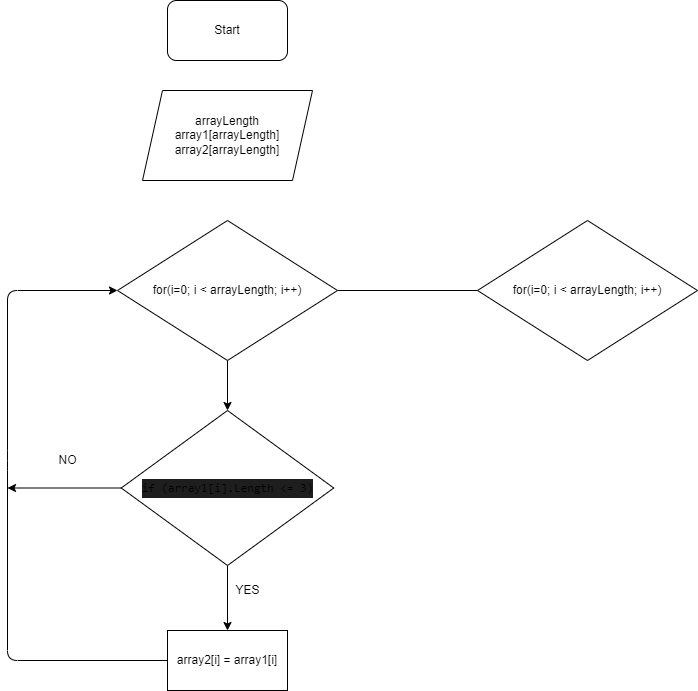 Start
arrayLength
array1[arrayLength]
array2[arrayLength]
for(i=0; i < arrayLength; i++)
for(i=0; i < arrayLength; i++)
if (array1[i].Length <= 3)
NO
YES
array2[i] = array1[i]